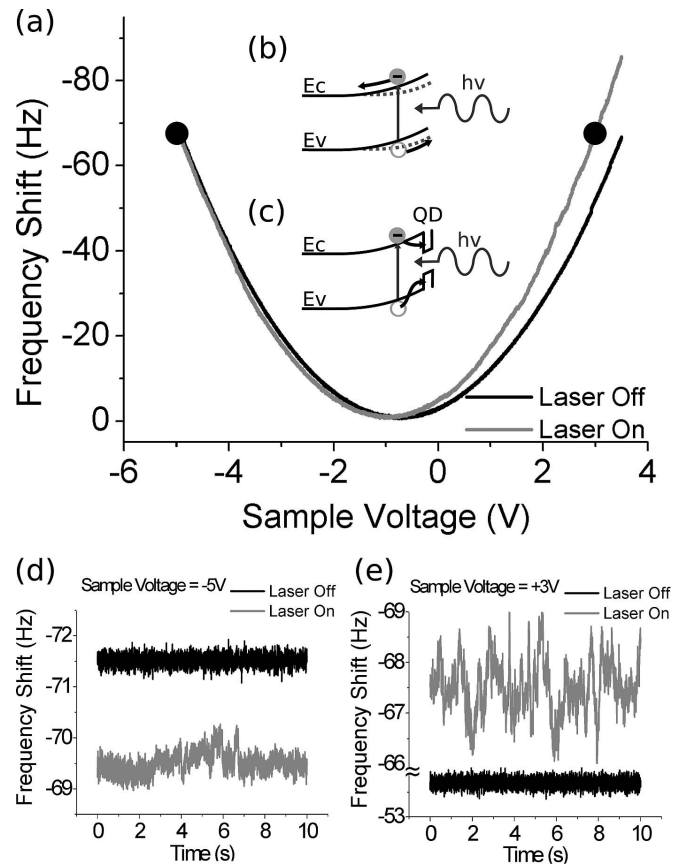 (a)
(b)
Ec
Ev
hν
(c)
QD
Ec
Ev
hν
Frequency Shift (Hz)
-80
-60
-40
-20
0
Laser Off
Laser On
-6 -4 -2 0 2 4
Sample Voltage (V)
(d)
Sample Voltage = -5V
Laser Off
Laser On
Frequency Shift (Hz)
-72
-71
-70
-69
0 2 4 6 8 10
Time (s)
(e)
Sample Voltage = +3V
Laser Off
Laser On
Frequency Shift (Hz)
-69
-68
-67
-66
≈
-53
0 2 4 6 8 10
Time (s)